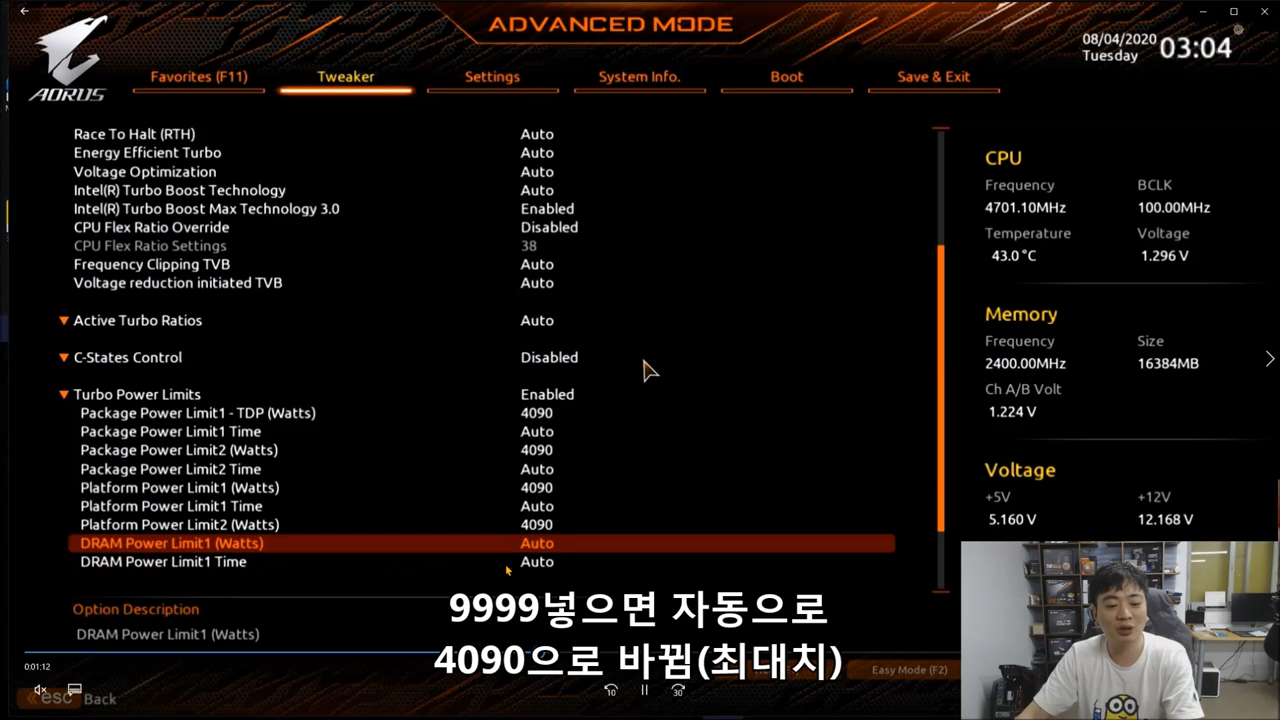 ADVANCED MODE
08/04/2020
Tuesday
03:04
AORUS
Favorites (F11)
Tweaker
Settings
System Info.
Boot
Save & Exit
Race To Halt (RTH) Auto
Energy Efficient Turbo Auto
Voltage Optimization Auto
Intel(R) Turbo Boost Technology Auto
Intel(R) Turbo Boost Max Technology 3.0 Enabled
CPU Flex Ratio Override Disabled
CPU Flex Ratio Settings 38
Frequency Clipping TVB Auto
Voltage reduction initiated TVB Auto
Active Turbo Ratios Auto
C-States Control Disabled
Turbo Power Limits Enabled
Package Power Limit1 - TDP (Watts) 4090
Package Power Limit1 Time Auto
Package Power Limit2 (Watts) 4090
Package Power Limit2 Time Auto
Platform Power Limit1 (Watts) 4090
Platform Power Limit1 Time Auto
Platform Power Limit2 (Watts) 4090
DRAM Power Limit1 (Watts) Auto
DRAM Power Limit1 Time Auto
Option Description
DRAM Power Limit1 (Watts)
CPU
Frequency BCLK
4701.10MHz 100.00MHz
Temperature Voltage
43.0 °C 1.296 V
Memory
Frequency Size
2400.00MHz 16384MB
Ch A/B Volt
1.224 V
Voltage
+5V +12V
5.160 V 12.168 V
9999넣으면 자동으로
4090으로 바뀜(최대치)
0:01:12
Easy Mode (F2)
esc Back
10
30